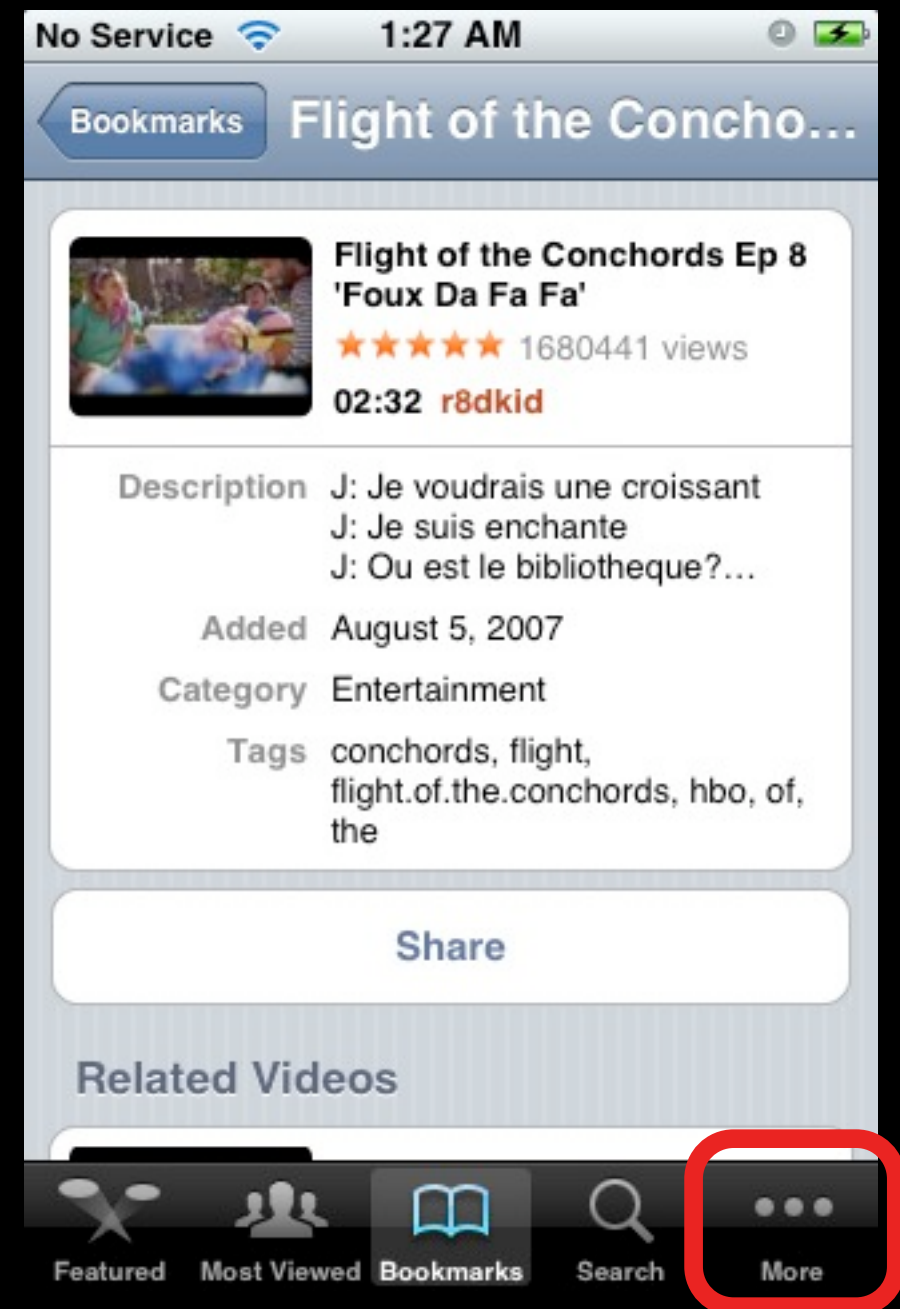 No Service 1:27 AM
Bookmarks Flight of the Concho...
Flight of the Conchords Ep 8
'Foux Da Fa Fa'
1680441 views
02:32 r8dkid
Description J: Je voudrais une croissant
J: Je suis enchante
J: Ou est le bibliotheque?...
Added August 5, 2007
Category Entertainment
Tags conchords, flight,
flight.of.the.conchords, hbo, of,
the
Share
Related Videos
Featured Most Viewed Bookmarks Search More